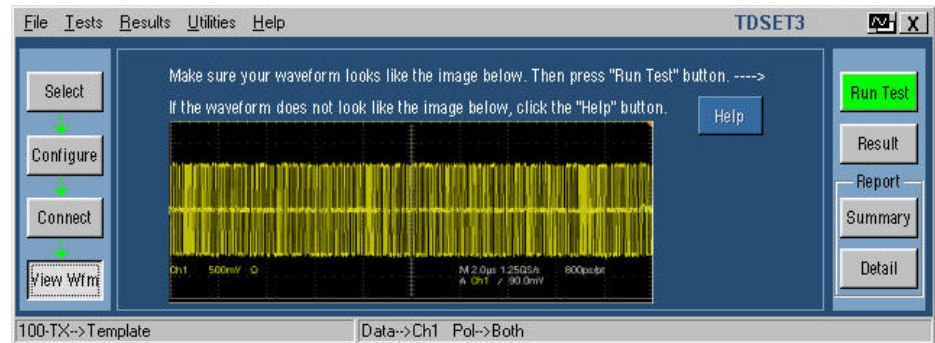 File Tests Results Utilities Help TDSET3 X
Make sure your waveform looks like the image below. Then press "Run Test" button. ---->
If the waveform does not look like the image below, click the "Help" button.
Help
Select
Configure
Connect
View Wfm
Ch1 500mV Ω M 2.0µs 1.25GS/s 800ps/pt
A Ch1 / 90.0mV
Run Test
Result
Report
Summary
Detail
100-TX-->Template Data-->Ch1 Pol-->Both